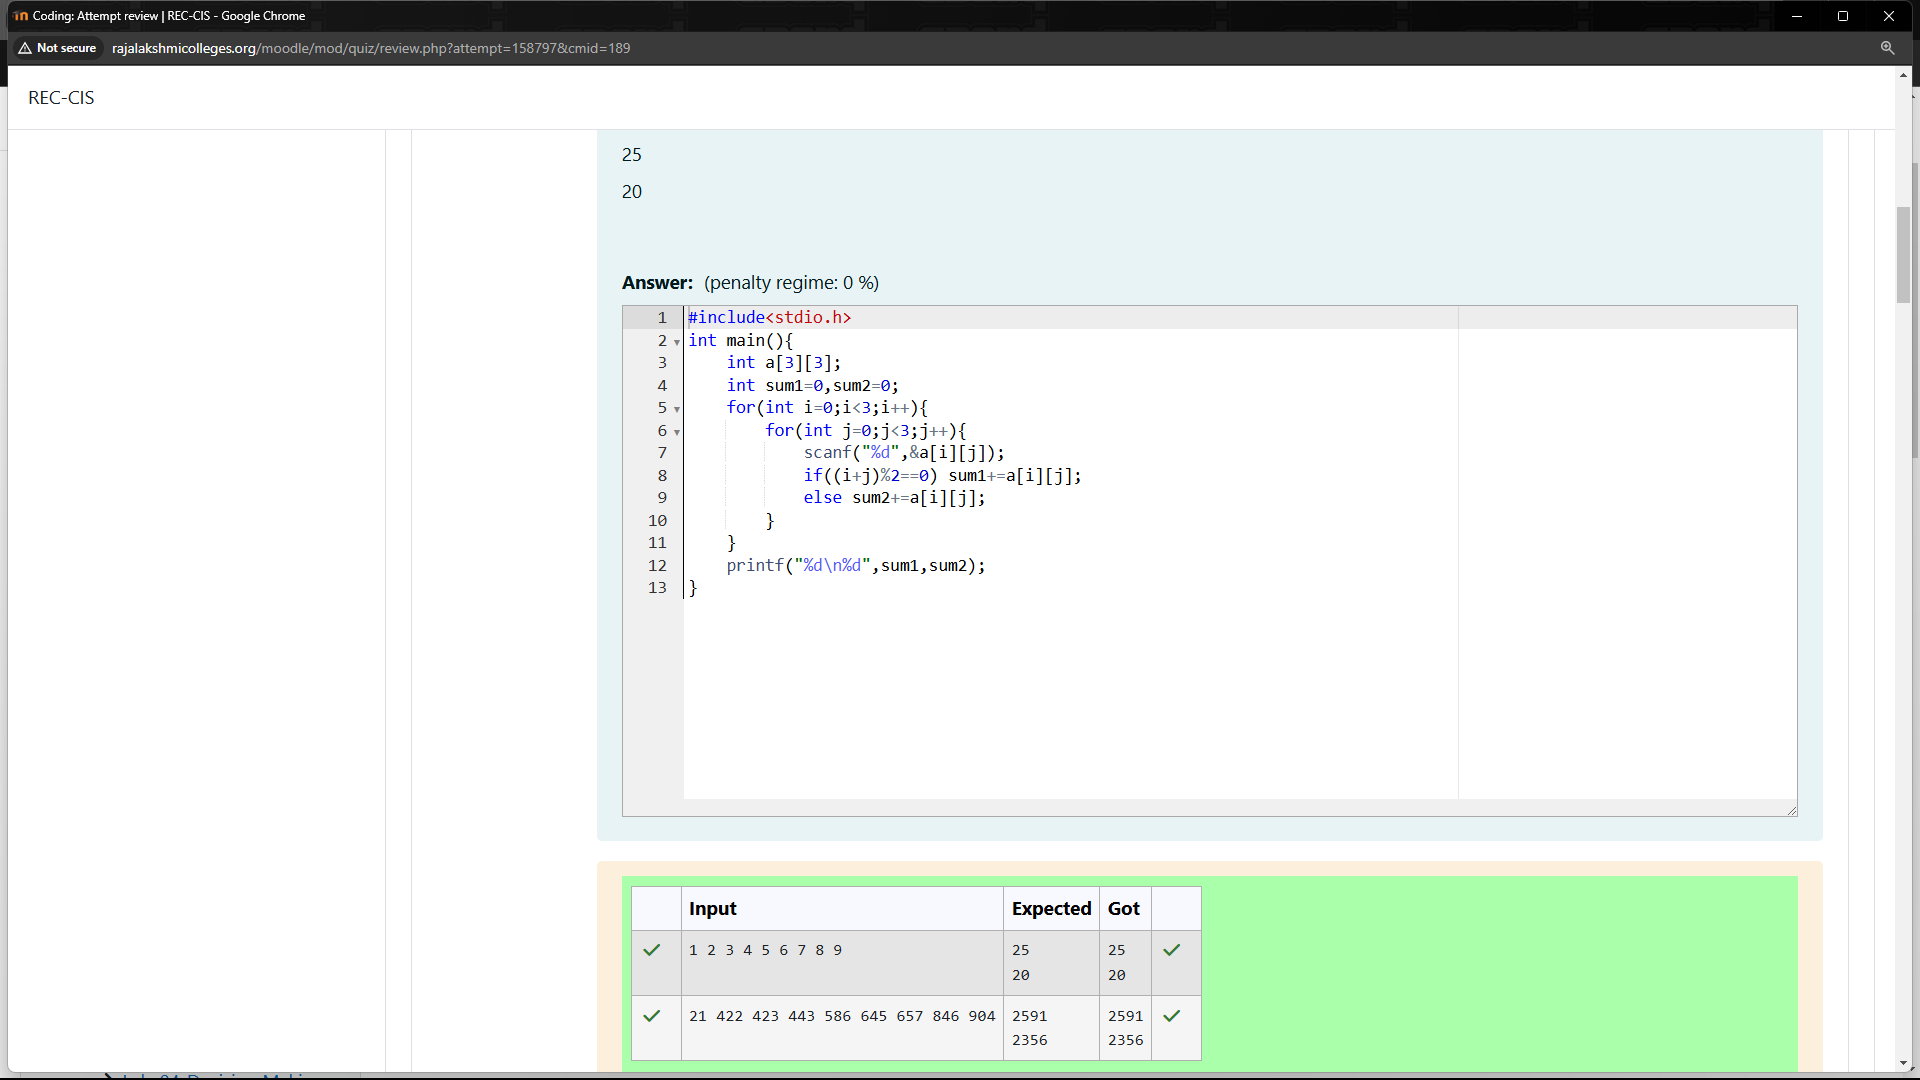 Coding: Attempt review | REC-CIS - Google Chrome
Not secure rajalakshmicolleges.org/moodle/mod/quiz/review.php?attempt=158797&cmid=189
REC-CIS
25
20
Answer: (penalty regime: 0 %)
1 #include<stdio.h>
2 int main(){
3 int a[3][3];
4 int sum1=0,sum2=0;
5 for(int i=0;i<3;i++){
6 for(int j=0;j<3;j++){
7 scanf("%d",&a[i][j]);
8 if((i+j)%2==0) sum1+=a[i][j];
9 else sum2+=a[i][j];
10 }
11 }
12 printf("%d\n%d",sum1,sum2);
13 }
Input Expected Got
1 2 3 4 5 6 7 8 9 25 25
20 20
21 422 423 443 586 645 657 846 904 2591 2591
2356 2356